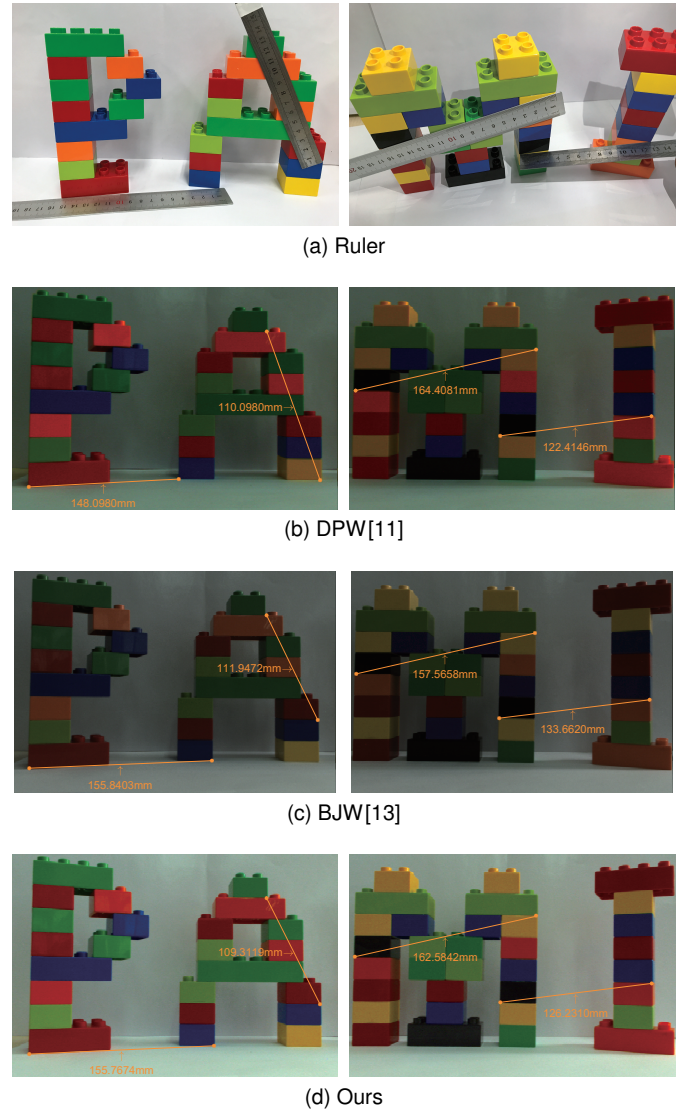 (a) Ruler
110.0980mm→
↑
148.0980mm
↑
164.4081mm
↑
122.4146mm
(b) DPW[11]
111.9472mm→
↑
155.8403mm
↑
157.5658mm
↑
133.6620mm
(c) BJW[13]
109.3119mm→
↑
155.7674mm
↑
162.5842mm
↑
126.2310mm
(d) Ours